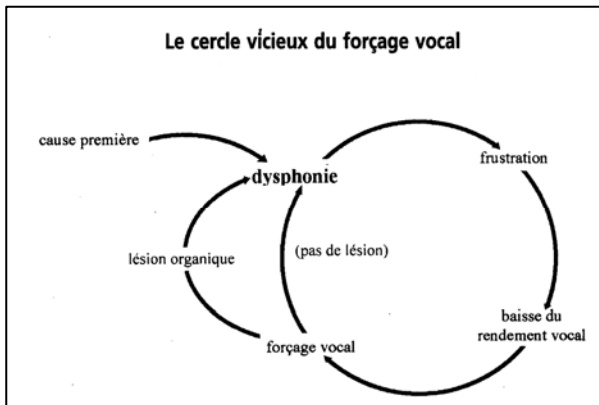 Le cercle vicieux du forçage vocal
cause première
dysphonie
frustration
lésion organique
(pas de lésion)
baisse du
rendement vocal
forçage vocal